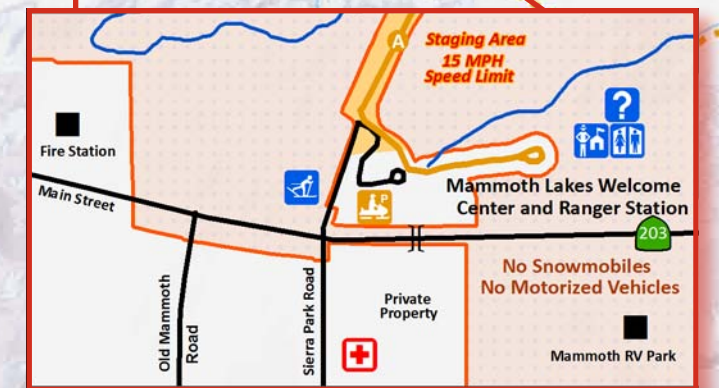 A
Staging Area
15 MPH
Speed Limit
?
Fire Station
Main Street
P
Mammoth Lakes Welcome
Center and Ranger Station
203
No Snowmobiles
No Motorized Vehicles
Old Mammoth
Road
Sierra Park Road
Private
Property
Mammoth RV Park